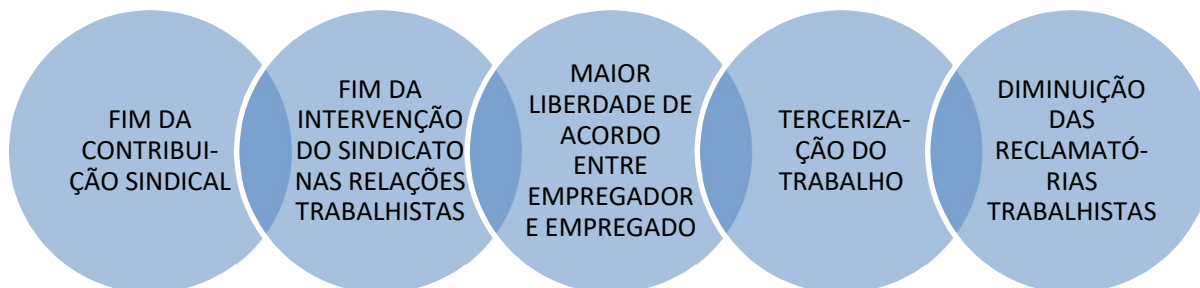 FIM DA
CONTRIBUI-
ÇÃO SINDICAL
FIM DA
INTERVENÇÃO
DO SINDICATO
NAS RELAÇÕES
TRABALHISTAS
MAIOR
LIBERDADE DE
ACORDO
ENTRE
EMPREGADOR
E EMPREGADO
TERCERIZA-
ÇÃO DO
TRABALHO
DIMINUIÇÃO
DAS
RECLAMATÓ-
RIAS
TRABALHISTAS